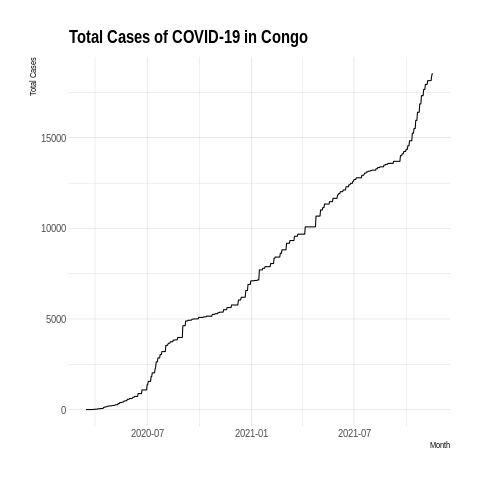 Total Cases of COVID-19 in Congo
Total Cases
15000
10000
5000
0
2020-07
2021-01
2021-07
Month